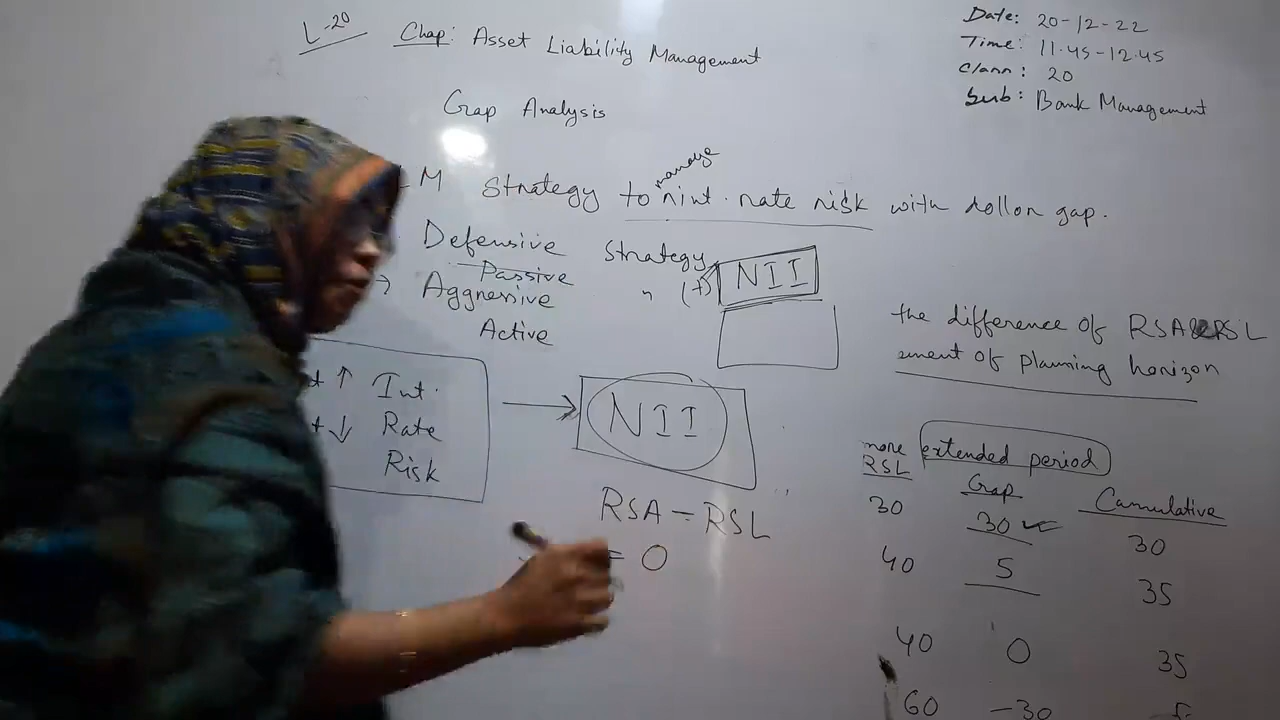 L-20
Chap: Asset Liability Management
Date: 20-12-22
Time: 11.45-12.45
Class: 20
Sub: Bank Management
Gap Analysis
M Strategy to manage int. rate risk with dollar gap.
Defensive Strategy
Passive
→ Aggressive " (+) NII
Active
the difference of RSA & RSL
of planning horizon
↑ Int.
↓ Rate
Risk
→ NII
RSA - RSL
= 0
extended period
more RSL Gap Cumulative
30 30 30
40 5 35
40 0 35
60 -30 5